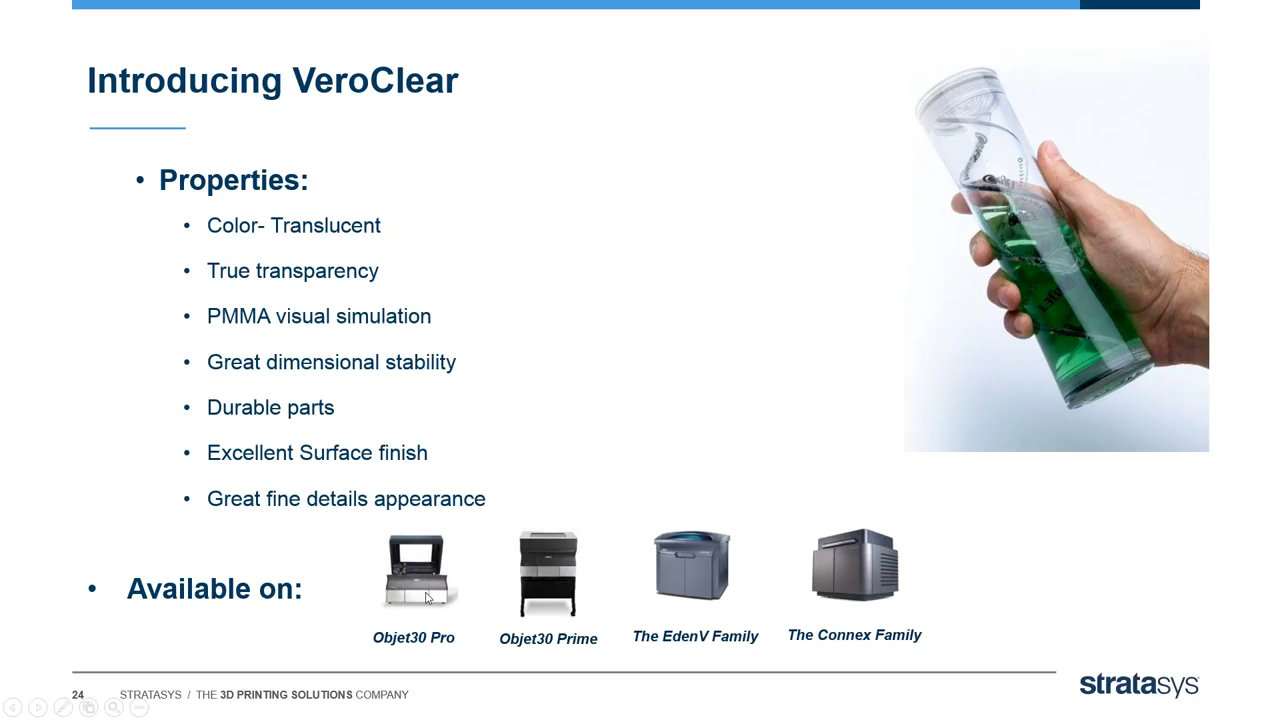 Introducing VeroClear
• Properties:
• Color- Translucent
• True transparency
• PMMA visual simulation
• Great dimensional stability
• Durable parts
• Excellent Surface finish
• Great fine details appearance
• Available on:
Objet30 Pro
Objet30 Prime
The EdenV Family
The Connex Family
24 STRATASYS / THE 3D PRINTING SOLUTIONS COMPANY
stratasys